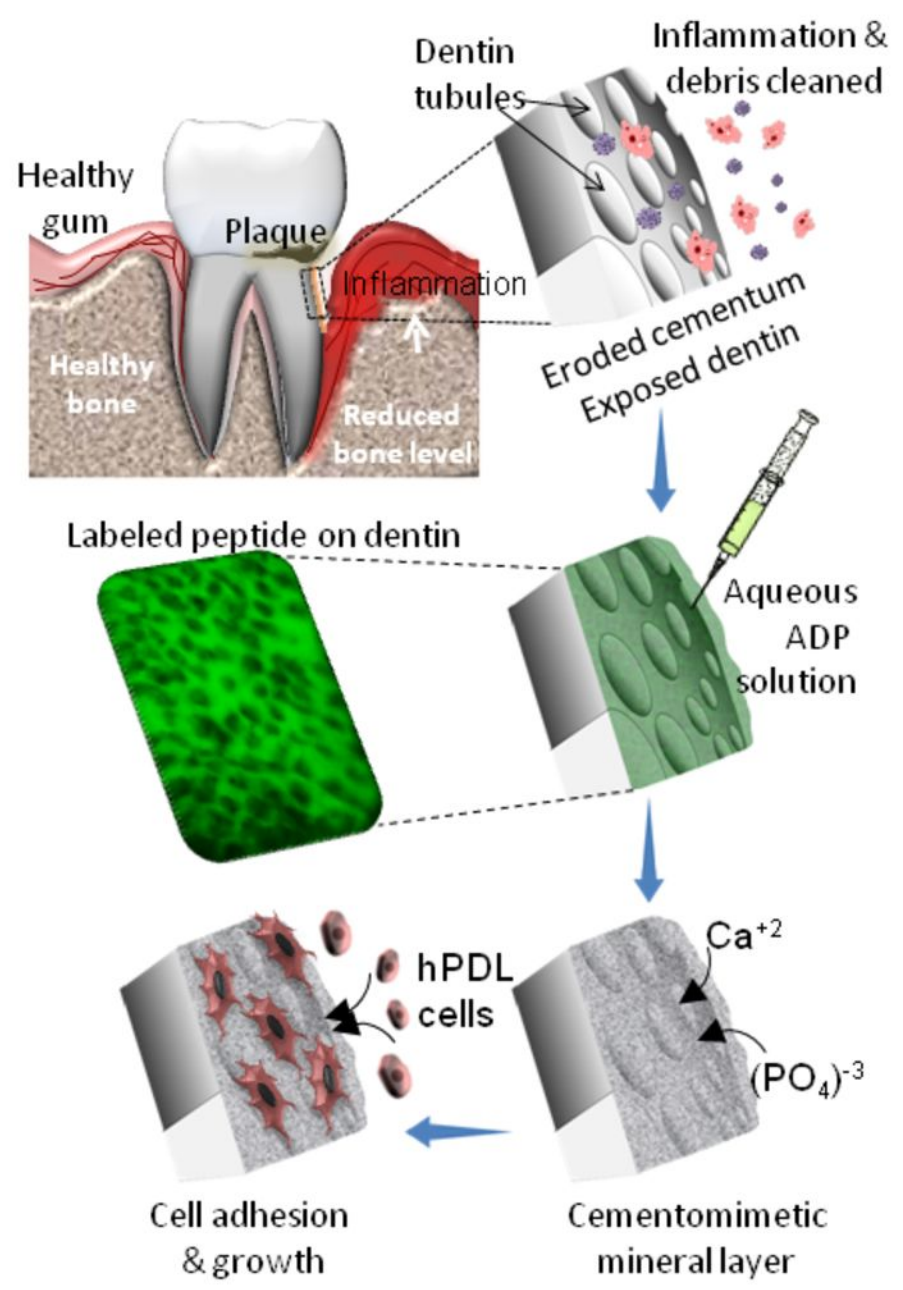 Dentin
tubules
Inflammation &
debris cleaned
Healthy
gum
Plaque
Inflammation
Healthy
bone
Reduced
bone level
Eroded cementum
Exposed dentin
Labeled peptide on dentin
Aqueous
ADP
solution
Ca⁺²
hPDL
cells
(PO₄)⁻³
Cell adhesion
& growth
Cementomimetic
mineral layer